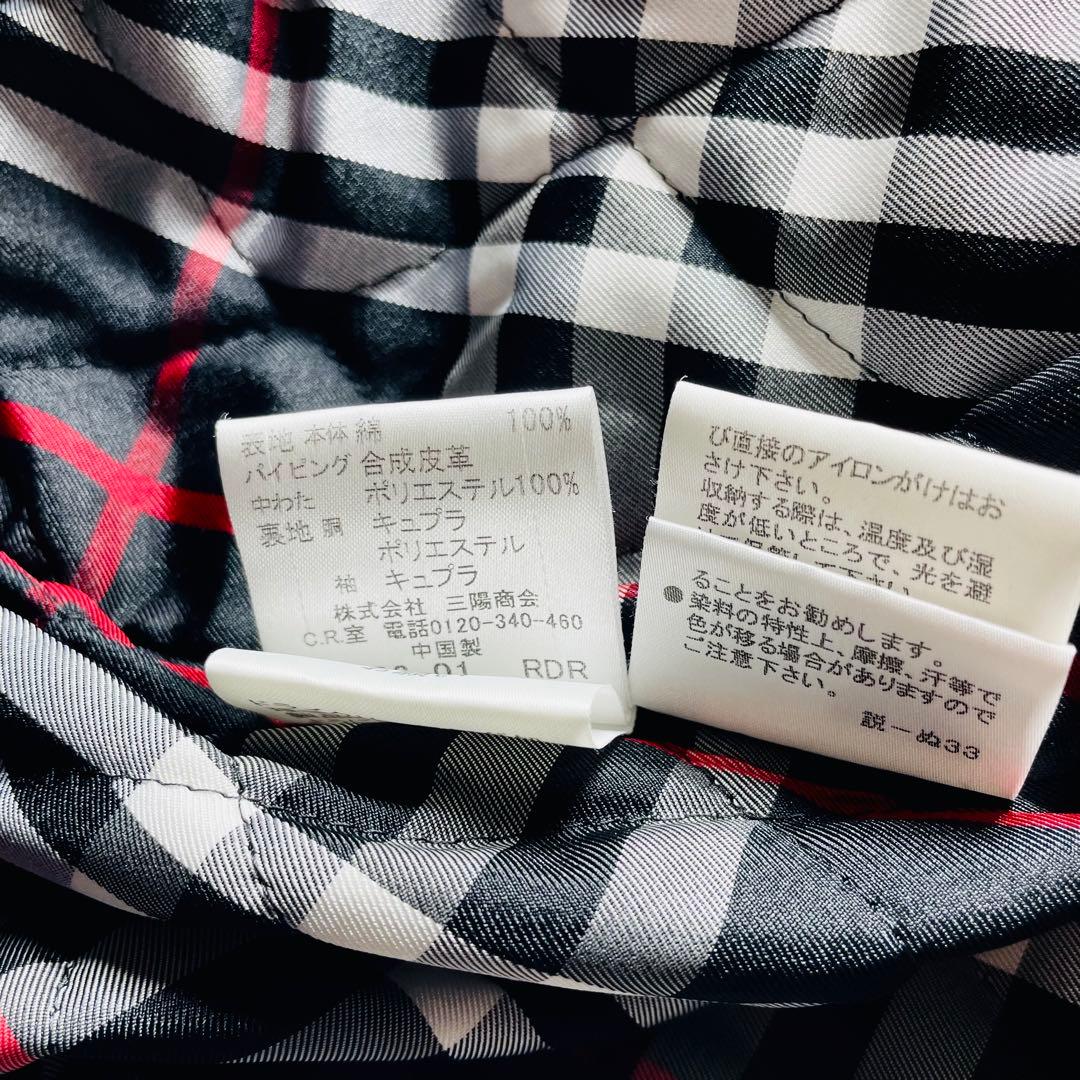 表地 本体 綿 100%
パイピング 合成皮革
中わた ポリエステル100%
裏地 胴 キュプラ
ポリエステル
袖 キュプラ
株式会社 三陽商会
C.R.室 電話0120-340-460
中国製
01 RDR
び直接のアイロンがけはお
さけ下さい。
収納する際は、温度及び湿
度が低いところで、光を避
ることをお勧めします。
●染料の特性上、摩擦、汗等で
色が移る場合がありますので
ご注意下さい。
説－ぬ33